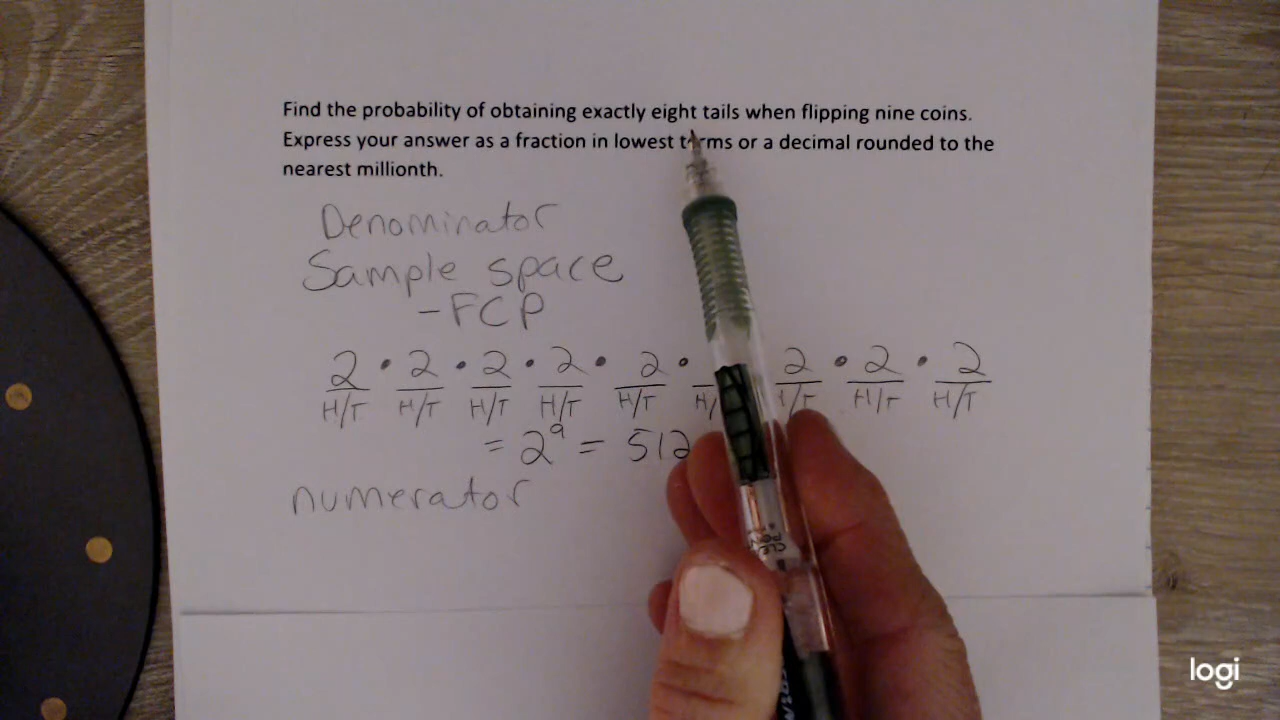 Find the probability of obtaining exactly eight tails when flipping nine coins.
Express your answer as a fraction in lowest terms or a decimal rounded to the
nearest millionth.
Denominator
Sample space
-FCP
2 • 2 • 2 • 2 • 2 • 2 • 2 • 2
H/T H/T H/T H/T H/T H/ H/T H/T H/T
= 2⁹ = 512
numerator
logi